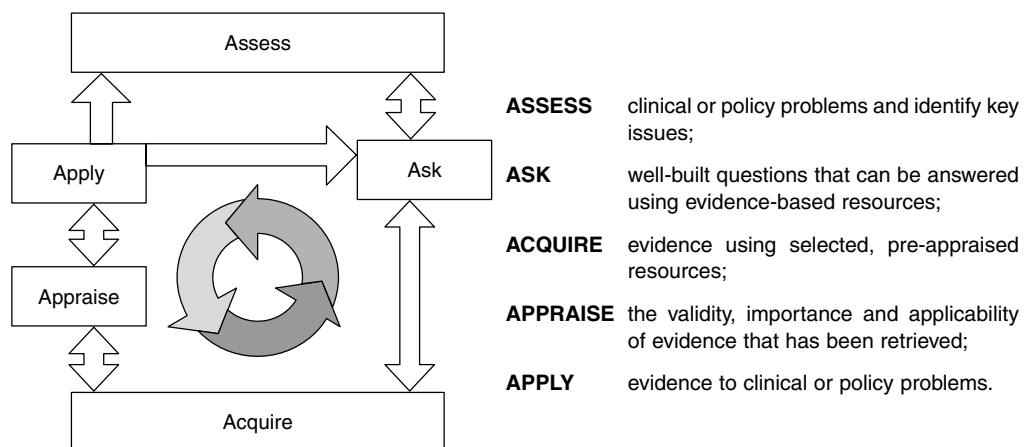 Assess
Apply
Ask
Appraise
Acquire
ASSESS clinical or policy problems and identify key
issues;
ASK well-built questions that can be answered
using evidence-based resources;
ACQUIRE evidence using selected, pre-appraised
resources;
APPRAISE the validity, importance and applicability
of evidence that has been retrieved;
APPLY evidence to clinical or policy problems.